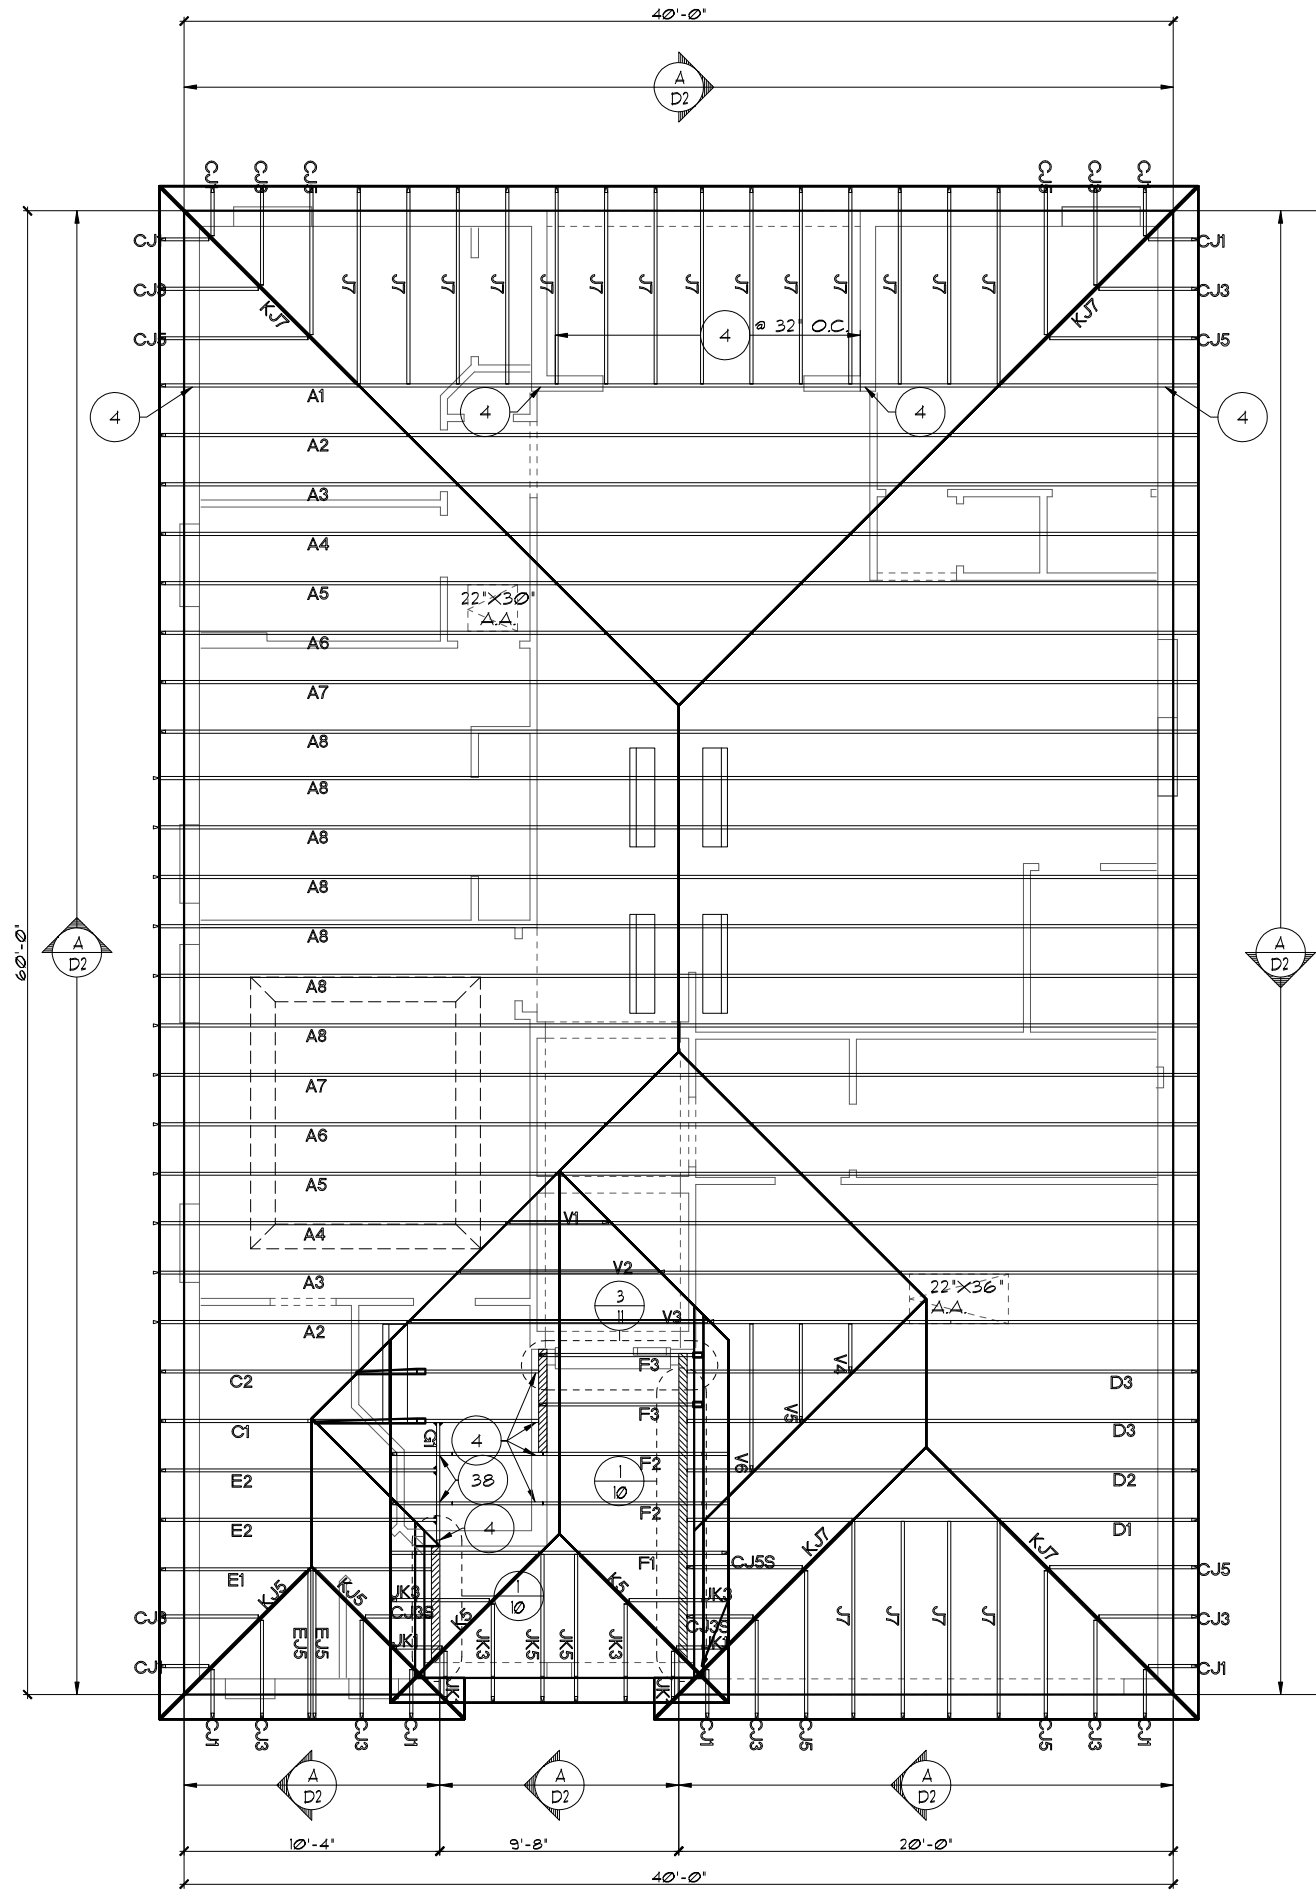 40'-0"
A
D2
CJ1 CJ3 CJ5 CJ5 CJ3 CJ1
CJ1 CJ1
CJ3 J7 J7 J7 J7 J7 J7 J7 J7 J7 J7 J7 J7 J7 J7 CJ3
KJ7 KJ7
4 @ 32" O.C.
CJ5 CJ5
A1
4 4 4 4
A2
A3
A4
A5
22"X30"
A.A.
A6
A7
A8
A8
A8
A8
A8
60'-0"
A
D2
A
D2
A8
A8
A7
A6
A5
V1
A4
V2
A3
22"X36"
A.A.
3
11
V3
A2
F3 V4
C2 D3
F3 V5
C1 G1 4 D3
F2 V6
E2 38 1
10 D2
F2
E2 4 D1
KJ7 KJ7
F1 CJ5S CJ5
E1
KJ5 KJ5 JK3 1
10 K5 JK3
CJ3 CJ3S K5 CJ3S J7 J7 J7 J7 CJ3
EJ5 EJ5 JK1 JK3 JK5 JK5 JK3 JK1
CJ1 JK1 JK1 CJ1
CJ1 CJ3 CJ3 CJ1 CJ1 CJ3 CJ5 CJ5 CJ3 CJ1
A
D2
A
D2
A
D2
10'-4" 9'-8" 20'-0"
40'-0"